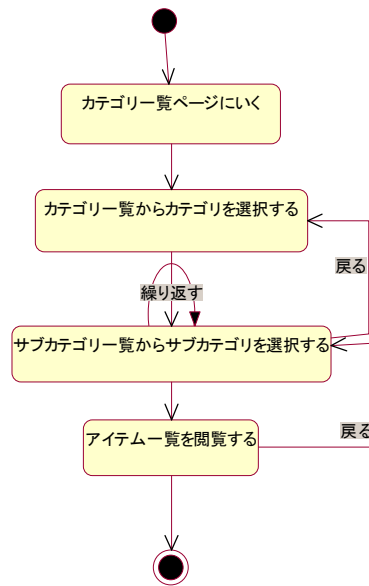 カテゴリ一覧ページにいく
カテゴリ一覧からカテゴリを選択する
戻る
繰り返す
サブカテゴリ一覧からサブカテゴリを選択する
アイテム一覧を閲覧する
戻る